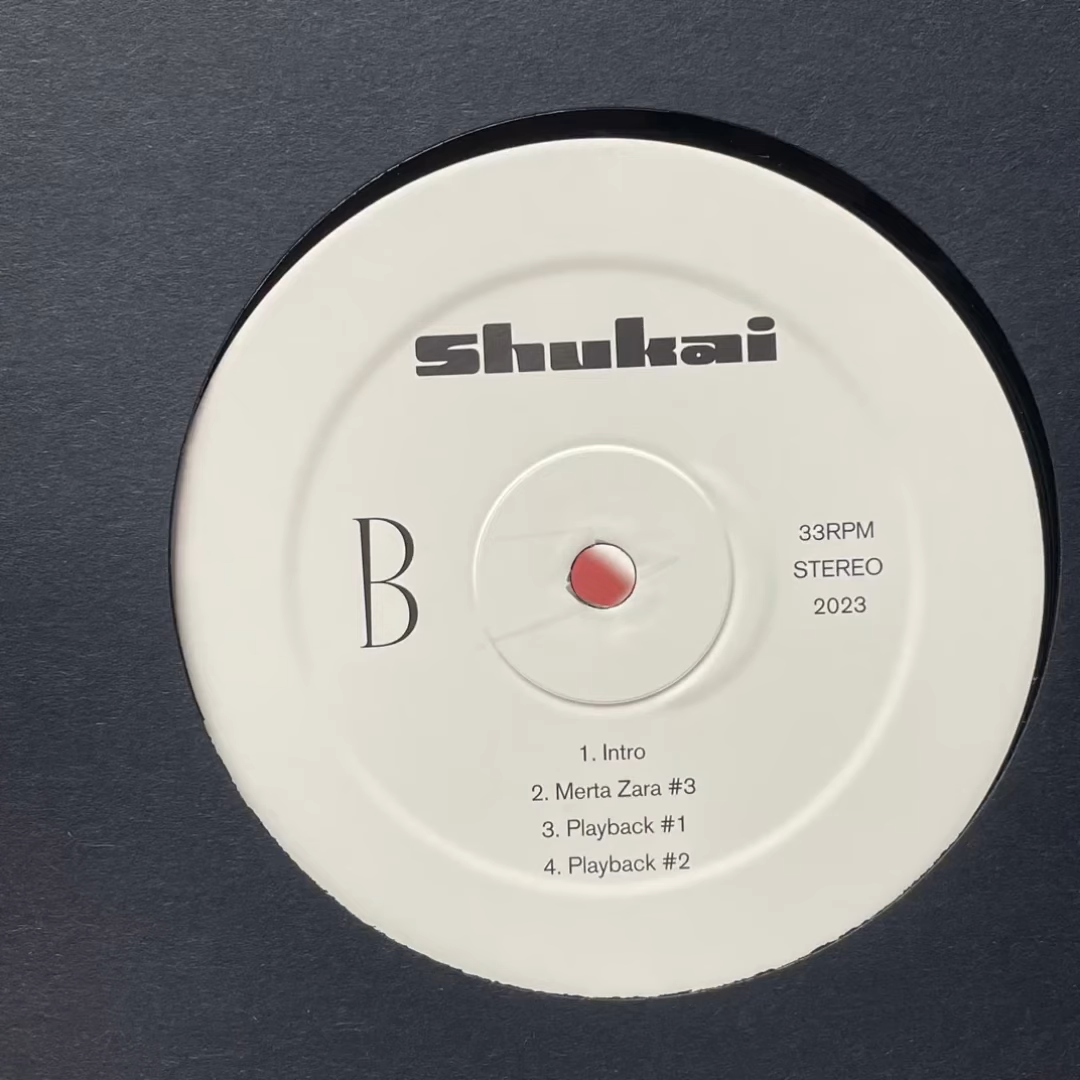 Shukai
B
33RPM
STEREO
2023
1. Intro
2. Merta Zara #3
3. Playback #1
4. Playback #2